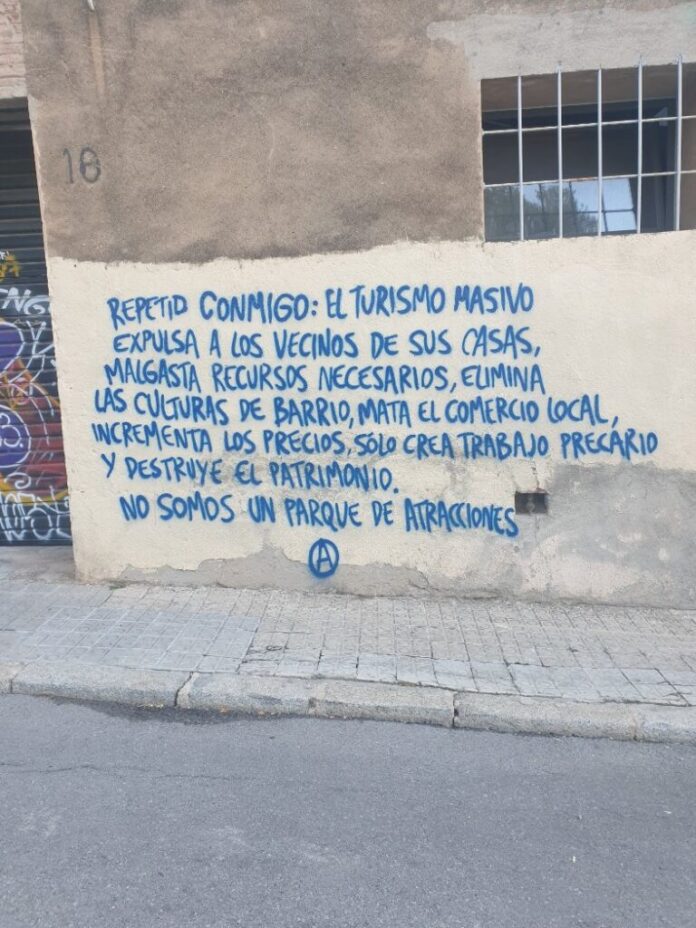 18
REPETID CONMIGO: EL TURISMO MASIVO
EXPULSA A LOS VECINOS DE SUS CASAS,
MALGASTA RECURSOS NECESARIOS, ELIMINA
LAS CULTURAS DE BARRIO, MATA EL COMERCIO LOCAL,
INCREMENTA LOS PRECIOS, SÓLO CREA TRABAJO PRECARIO
Y DESTRUYE EL PATRIMONIO.
NO SOMOS UN PARQUE DE ATRACCIONES
A